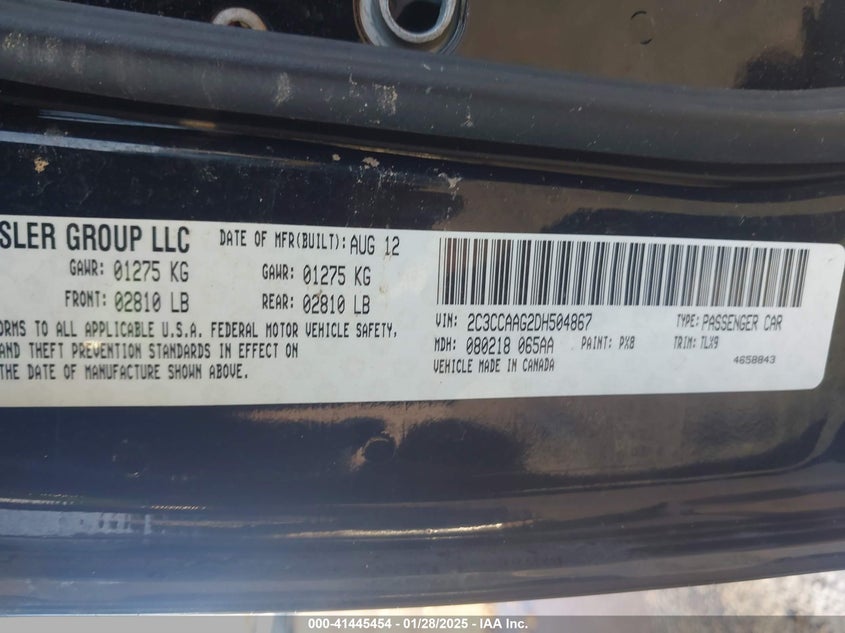 SLER GROUP LLC
DATE OF MFR(BUILT): AUG 12
GAWR: 01275 KG
GAWR: 01275 KG
FRONT: 02810 LB
REAR: 02810 LB
ORMS TO ALL APPLICABLE U.S.A. FEDERAL MOTOR VEHICLE SAFETY,
AND THEFT PREVENTION STANDARDS IN EFFECT ON
THE DATE OF MANUFACTURE SHOWN ABOVE.
VIN: 2C3CCAAG2DH504867
TYPE: PASSENGER CAR
MDH: 080218 065AA
PAINT: PX8
TRIM: TLX9
VEHICLE MADE IN CANADA
4658843
000-41445454 | 01/28/2025 - IAA Inc.